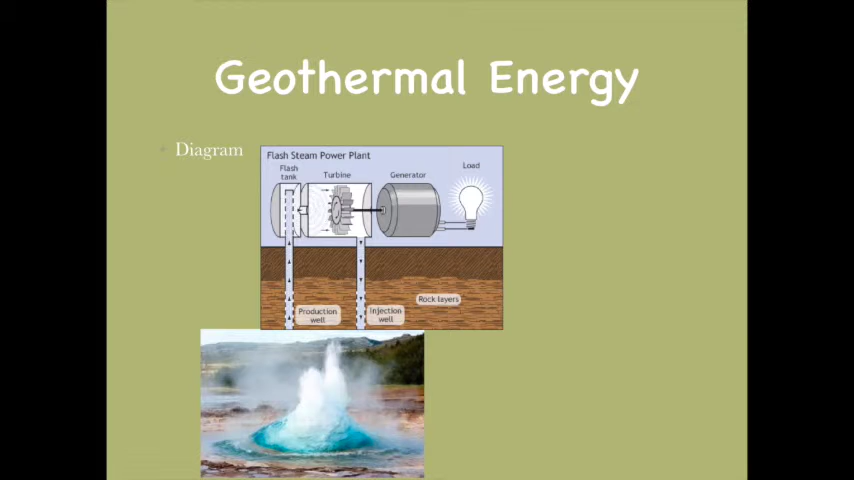 Geothermal Energy
Diagram
Flash Steam Power Plant
Flash
tank
Turbine
Generator
Load
Production
well
Injection
well
Rock layers